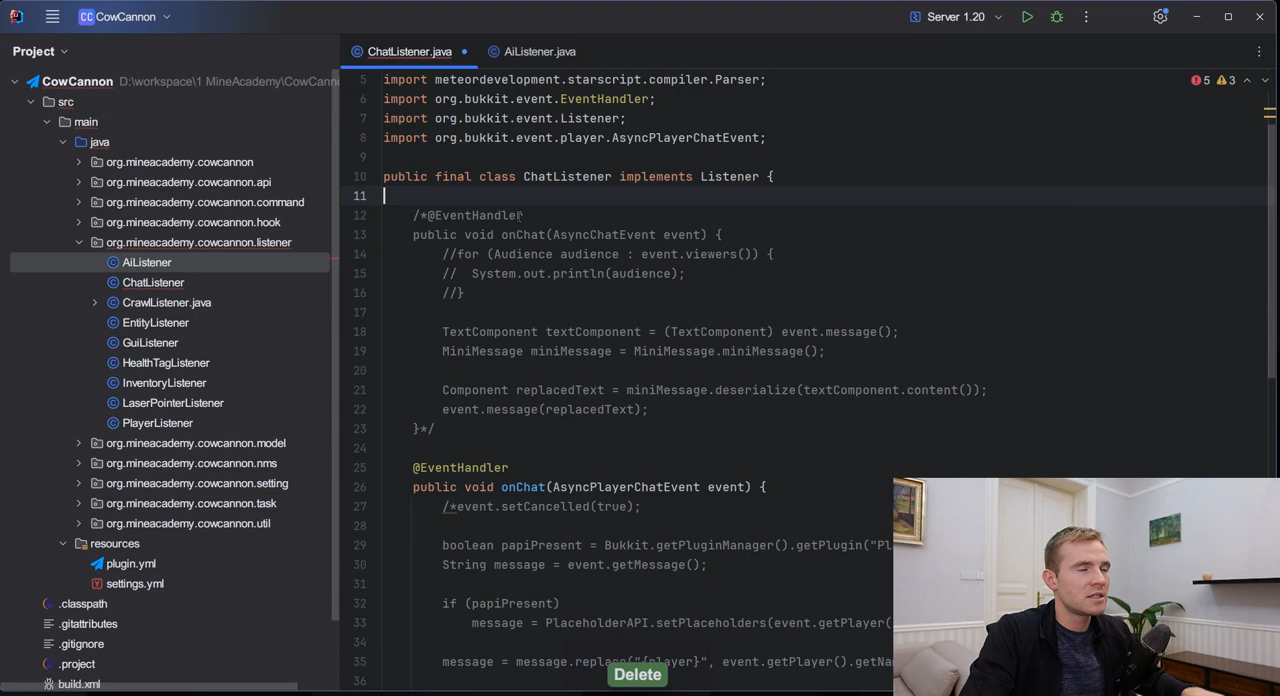 CC CowCannon
Server 1.20
Project
ChatListener.java
AiListener.java
CowCannon D:\workspace\1 MineAcademy\CowCann
src
main
java
org.mineacademy.cowcannon
org.mineacademy.cowcannon.api
org.mineacademy.cowcannon.command
org.mineacademy.cowcannon.hook
org.mineacademy.cowcannon.listener
AiListener
ChatListener
CrawlListener.java
EntityListener
GuiListener
HealthTagListener
InventoryListener
LaserPointerListener
PlayerListener
org.mineacademy.cowcannon.model
org.mineacademy.cowcannon.nms
org.mineacademy.cowcannon.setting
org.mineacademy.cowcannon.task
org.mineacademy.cowcannon.util
resources
plugin.yml
settings.yml
.classpath
.gitattributes
.gitignore
.project
build.xml
5 3
5 import meteordevelopment.starscript.compiler.Parser;
6 import org.bukkit.event.EventHandler;
7 import org.bukkit.event.Listener;
8 import org.bukkit.event.player.AsyncPlayerChatEvent;
9
10 public final class ChatListener implements Listener {
11
12 /*@EventHandler
13 public void onChat(AsyncChatEvent event) {
14 //for (Audience audience : event.viewers()) {
15 // System.out.println(audience);
16 //}
17
18 TextComponent textComponent = (TextComponent) event.message();
19 MiniMessage miniMessage = MiniMessage.miniMessage();
20
21 Component replacedText = miniMessage.deserialize(textComponent.content());
22 event.message(replacedText);
23 }*/
24
25 @EventHandler
26 public void onChat(AsyncPlayerChatEvent event) {
27 /*event.setCancelled(true);
28
29 boolean papiPresent = Bukkit.getPluginManager().getPlugin("Pl
30 String message = event.getMessage();
31
32 if (papiPresent)
33 message = PlaceholderAPI.setPlaceholders(event.getPlayer(
34
35 message = message.replace("{player}", event.getPlayer().getNa
36
Delete